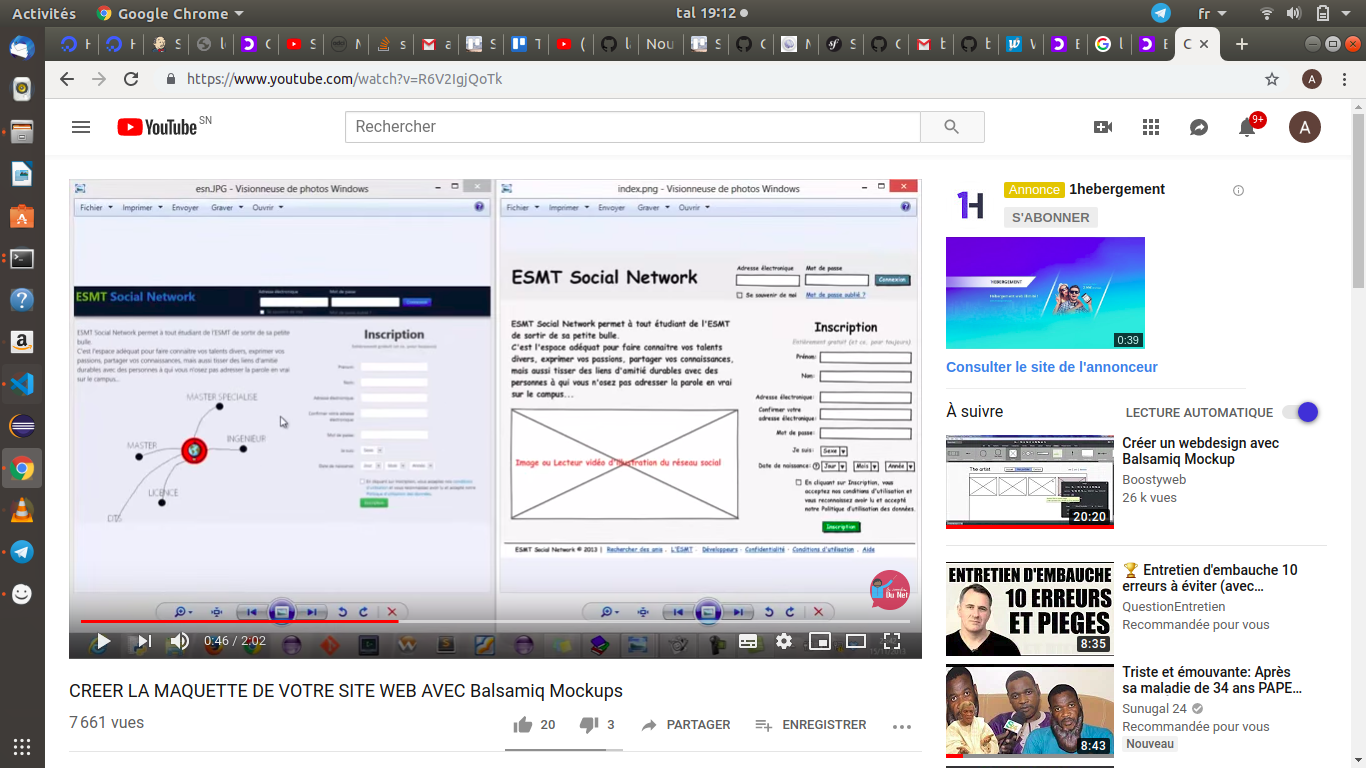 Activités
Google Chrome
tal 19:12
fr
https://www.youtube.com/watch?v=R6V2IgjQoTk
A
YouTube SN
Rechercher
9+
A
esn.JPG - Visionneuse de photos Windows
Fichier Imprimer Envoyer Graver Ouvrir
ESMT Social Network
Adresse électronique
Mot de passe
Connexion
ESMT Social Network permet à tout étudiant de l'ESMT de sortir de sa petite
bulle.
C'est l'espace adéquat pour faire connaitre vos talents divers, exprimer vos
passions, partager vos connaissances, mais aussi tisser des liens d'amitié
durables avec des personnes à qui vous n'osez pas adresser la parole en vrai
sur le campus..
Inscription
MASTER SPECIALISE
MASTER
INGENIEUR
LICENCE
DTS
index.png - Visionneuse de photos Windows
Fichier Imprimer Envoyer Graver Ouvrir
ESMT Social Network
Adresse électronique
Mot de passe
Connexion
Se souvenir de moi
Mot de passe oublié ?
ESMT Social Network permet à tout étudiant de l'ESMT
de sortir de sa petite bulle.
C'est l'espace adéquat pour faire connaitre vos talents
divers, exprimer vos passions, partager vos connaissances,
mais aussi tisser des liens d'amitié durables avec des
personnes à qui vous n'osez pas adresser la parole en vrai
sur le campus...
Image ou Lecteur vidéo d'illustration du réseau social
Inscription
Entièrement gratuit (et ca, pour toujours)
Prénom:
Nom:
Adresse électronique:
Confirmer votre
adresse électronique:
Mot de passe:
Je suis: Sexe
Date de naissance: Jour Mois Année
En cliquant sur Inscription, vous
acceptez nos conditions d'utilisation et
vous reconnaissez avoir lu et accepté
notre Politique d'utilisation des données.
Inscription
ESMT Social Network © 2013 | Rechercher des amis . L'ESMT . Développeurs . Confidentialité . Conditions d'utilisation . Aide
Du Net
0:46 / 2:02
15/11/2013
CREER LA MAQUETTE DE VOTRE SITE WEB AVEC Balsamiq Mockups
7 661 vues
20
3
PARTAGER
ENREGISTRER
Annonce 1hebergement
S'ABONNER
1H
HEBERGEMENT
0:39
Consulter le site de l'annonceur
À suivre
LECTURE AUTOMATIQUE
The artist
20:20
Créer un webdesign avec
Balsamiq Mockup
Boostyweb
26 k vues
ENTRETIEN D'EMBAUCHE
10 ERREURS
ET PIEGES
8:35
Entretien d'embauche 10
erreurs à éviter (avec…
QuestionEntretien
Recommandée pour vous
8:43
Triste et émouvante: Après
sa maladie de 34 ans PAPE…
Sunugal 24
Recommandée pour vous
Nouveau